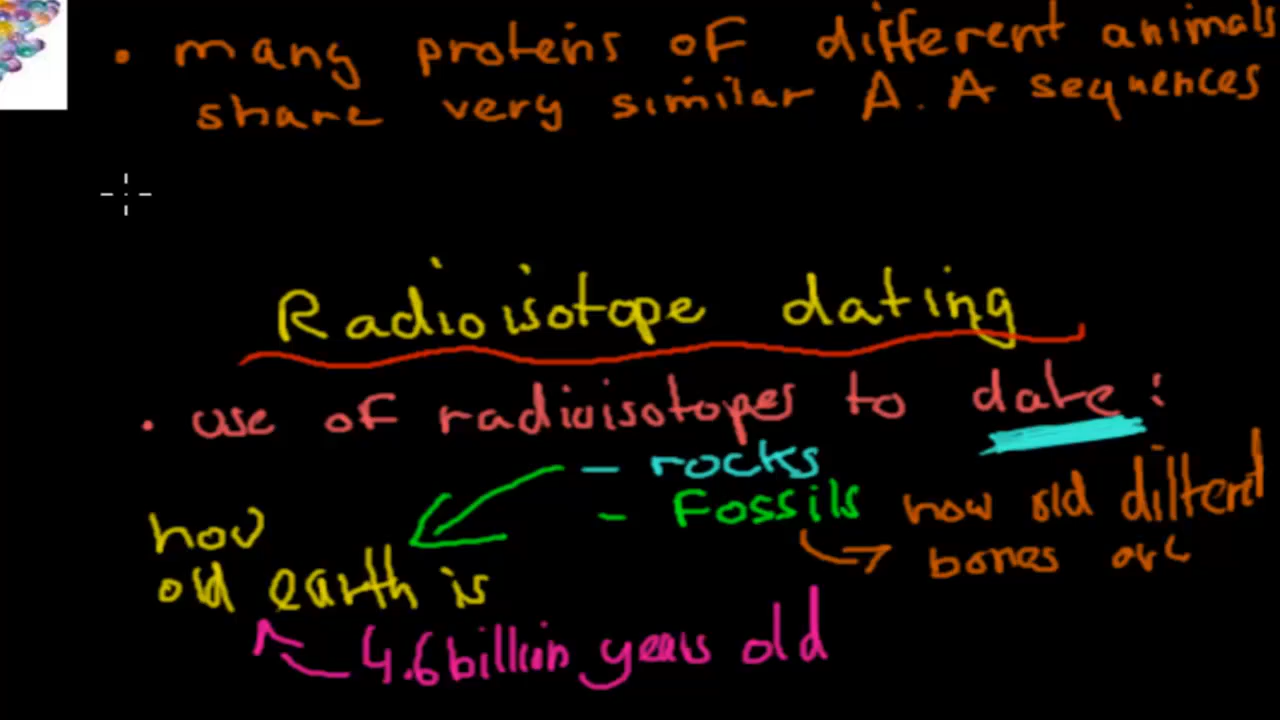 • many proteins of different animals
share very similar A.A sequences
Radioisotope dating
• use of radioisotopes to date:
- rocks
- Fossils how old different
bones are
how
old earth is
4.6 billion years old